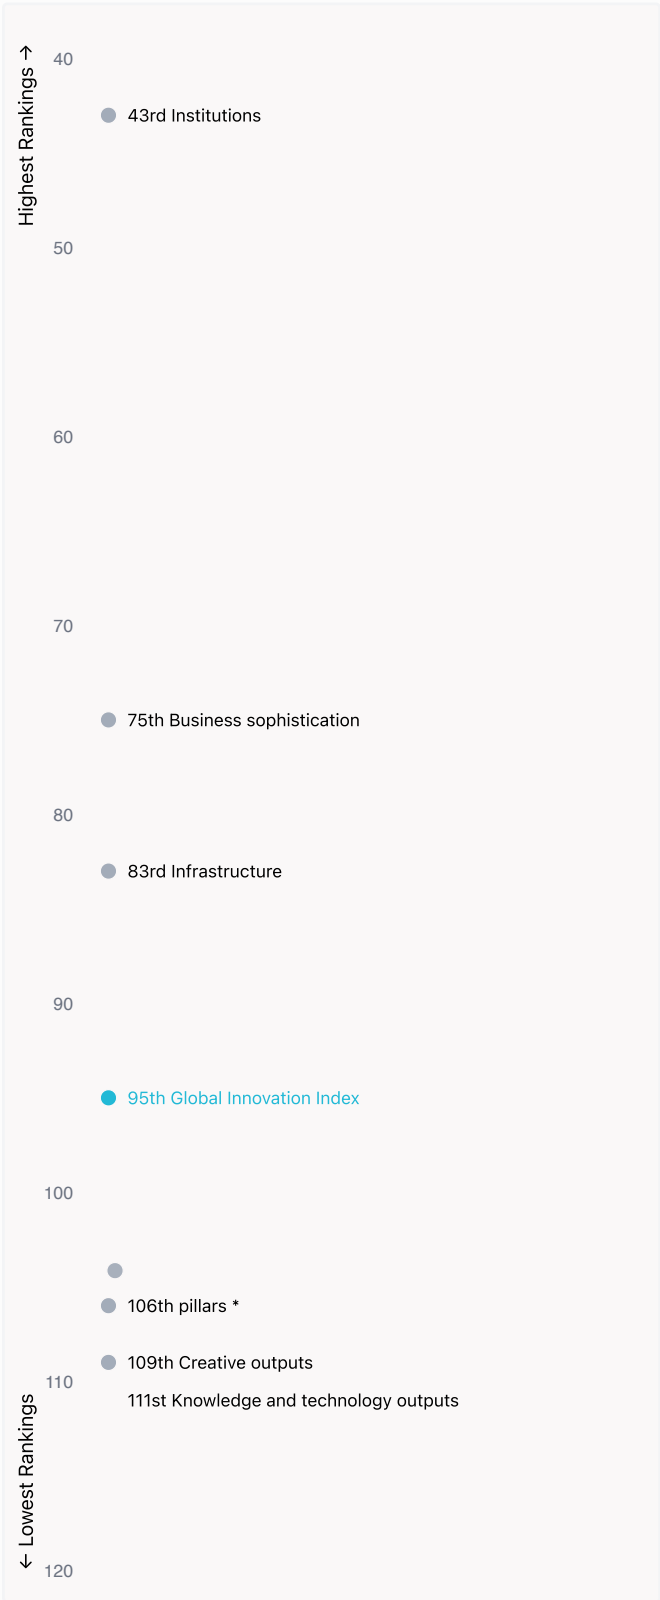 Highest Rankings →
40
43rd Institutions
50
60
70
75th Business sophistication
80
83rd Infrastructure
90
95th Global Innovation Index
100
106th pillars *
109th Creative outputs
110
111st Knowledge and technology outputs
← Lowest Rankings
120